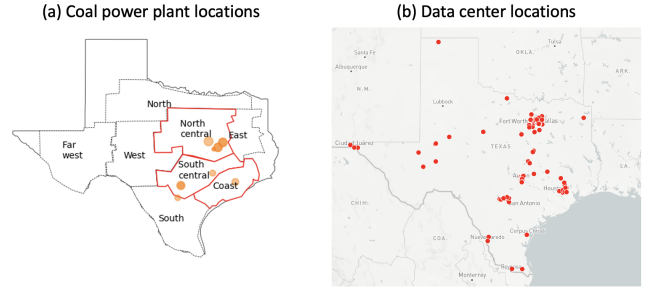 (a) Coal power plant locations
(b) Data center locations
North
North
central
East
Far
west
West
South
central
Coast
South
Santa Fe
Albuquerque
N.M.
Lubbock
OKLA.
Tulsa
ARK.
Fort Worth
Dallas
Ciudad Juárez
TEXAS
LA.
Austin
Houston
San Antonio
CHIH.
COA.
Nuevo Laredo
Corpus Christi
Monterrey